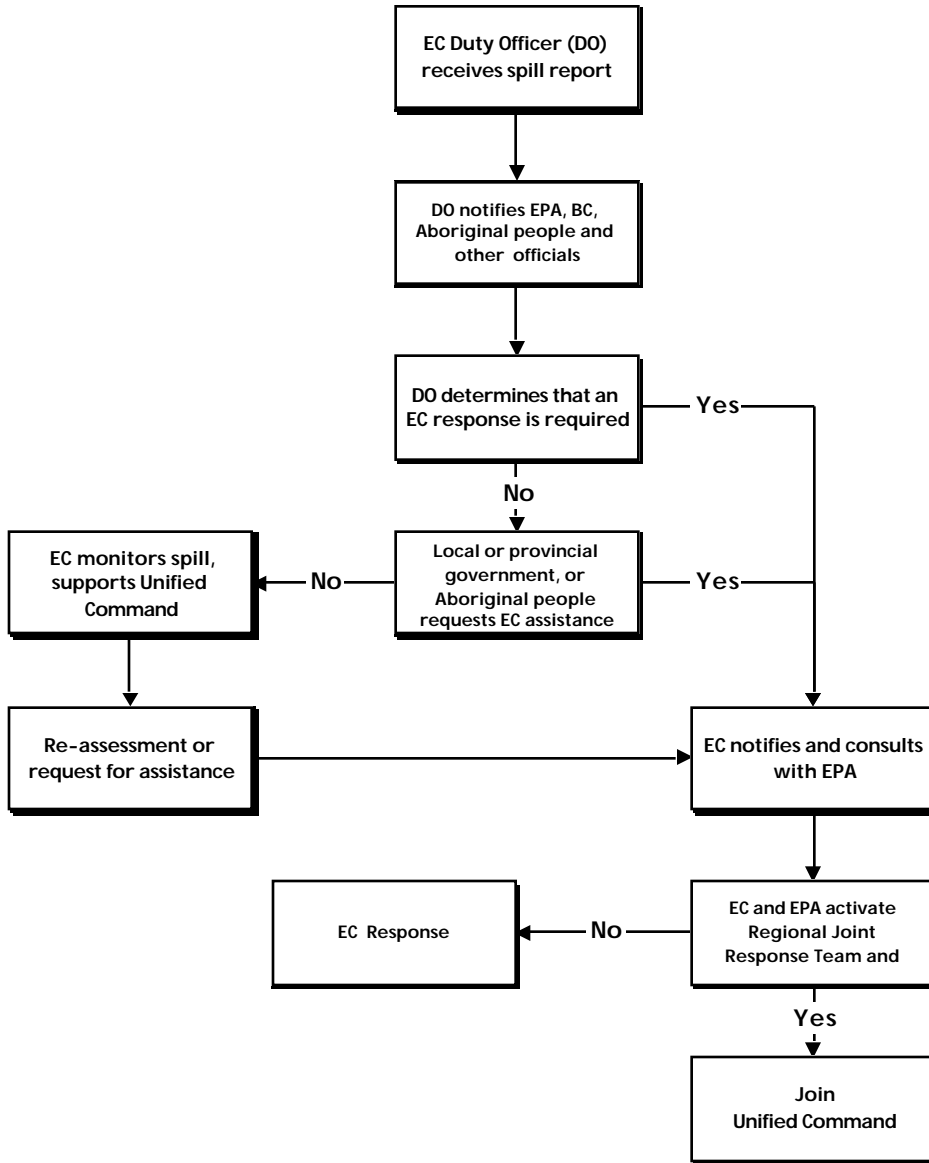 EC Duty Officer (DO)
receives spill report
DO notifies EPA, BC,
Aboriginal people and
other officials
DO determines that an
EC response is required
Yes
No
EC monitors spill,
supports Unified
Command
No
Local or provincial
government, or
Aboriginal people
requests EC assistance
Yes
Re-assessment or
request for assistance
EC notifies and consults
with EPA
EC Response
No
EC and EPA activate
Regional Joint
Response Team and
Yes
Join
Unified Command